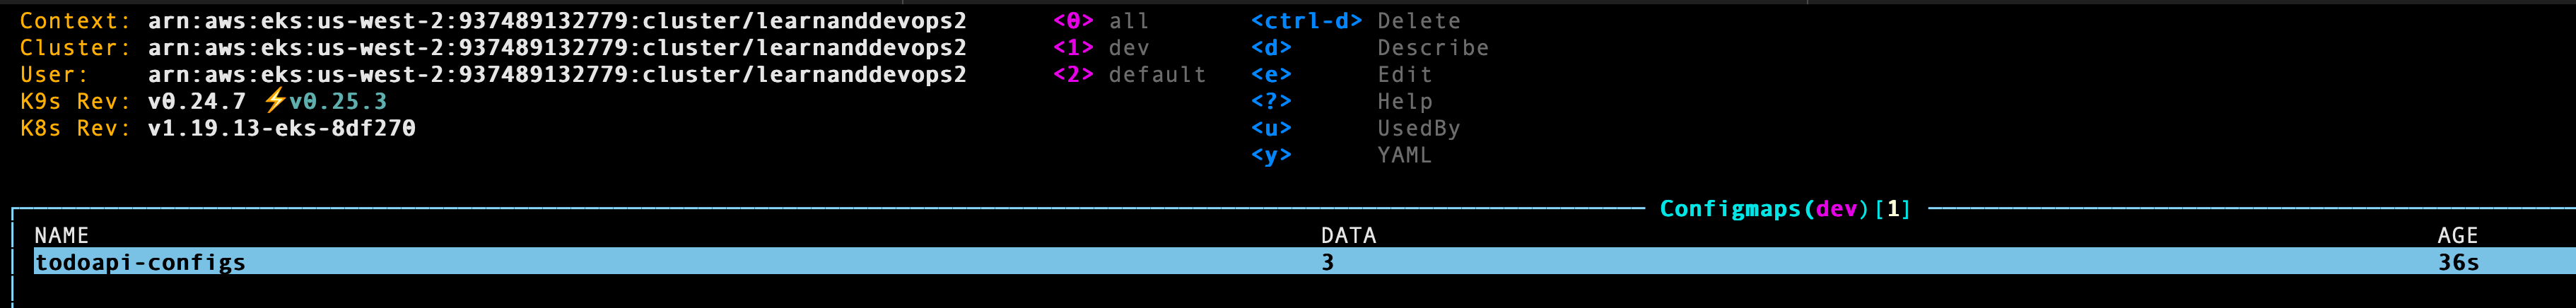 Context: arn:aws:eks:us-west-2:937489132779:cluster/learnanddevops2 <0> all <ctrl-d> Delete
Cluster: arn:aws:eks:us-west-2:937489132779:cluster/learnanddevops2 <1> dev <d> Describe
User: arn:aws:eks:us-west-2:937489132779:cluster/learnanddevops2 <2> default <e> Edit
K9s Rev: v0.24.7 ⚡v0.25.3 <?> Help
K8s Rev: v1.19.13-eks-8df270 <u> UsedBy
<y> YAML
Configmaps(dev)[1]
NAME DATA AGE
todoapi-configs 3 36s